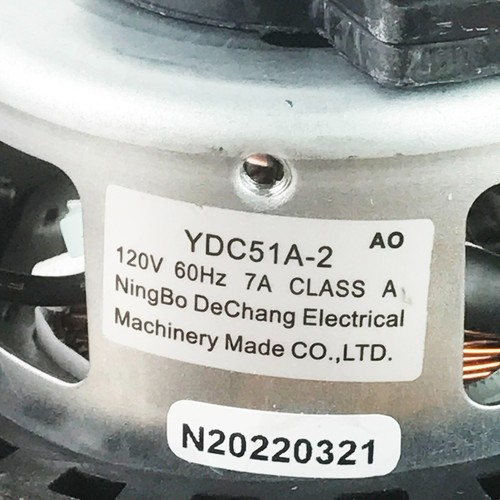 YDC51A-2 AO
120V 60Hz 7A CLASS A
NingBo DeChang Electrical
Machinery Made CO.,LTD.
N20220321